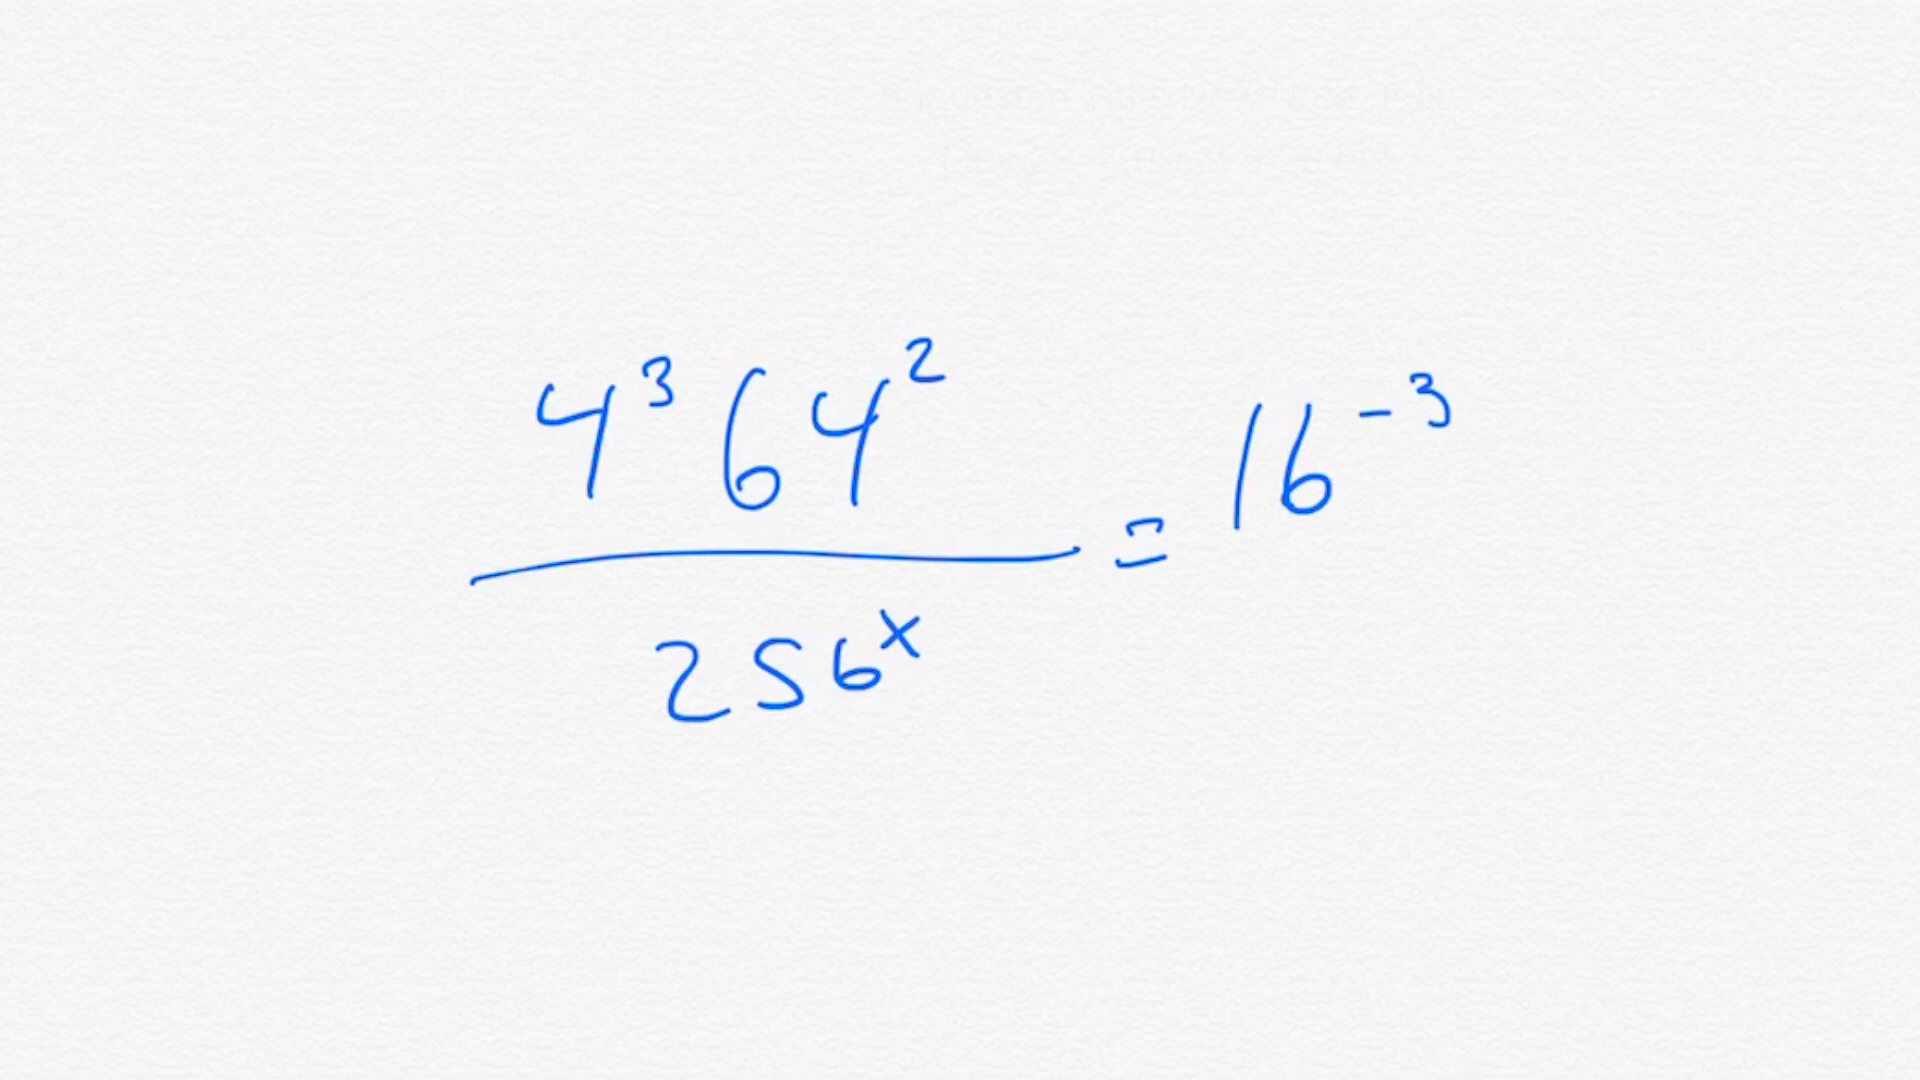 4³ 64²
= 16⁻³
256ˣ